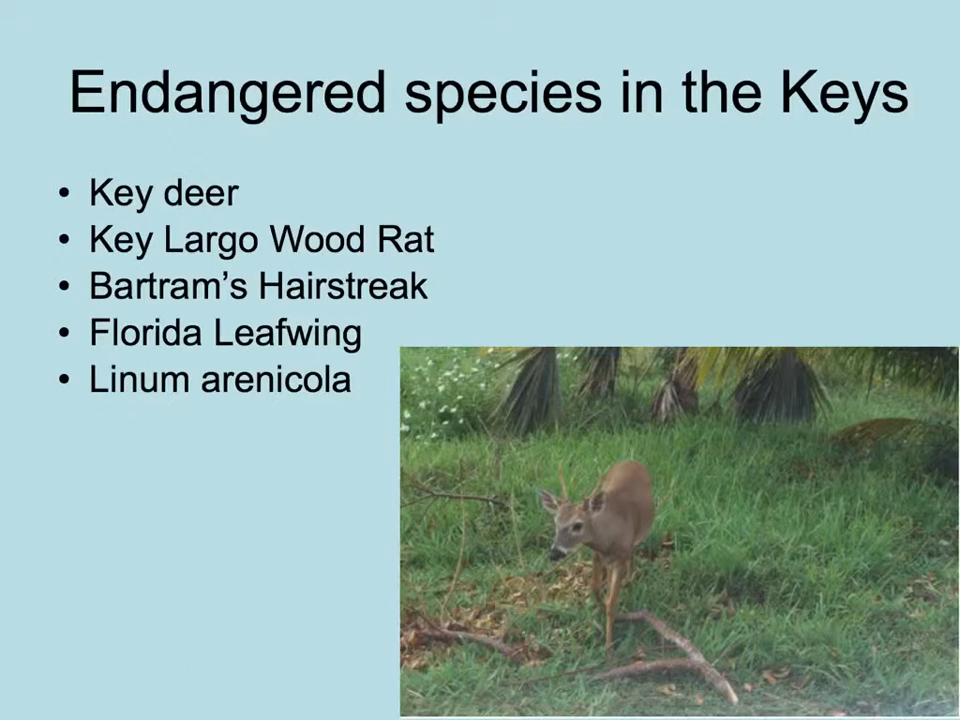 Endangered species in the Keys
• Key deer
• Key Largo Wood Rat
• Bartram’s Hairstreak
• Florida Leafwing
• Linum arenicola